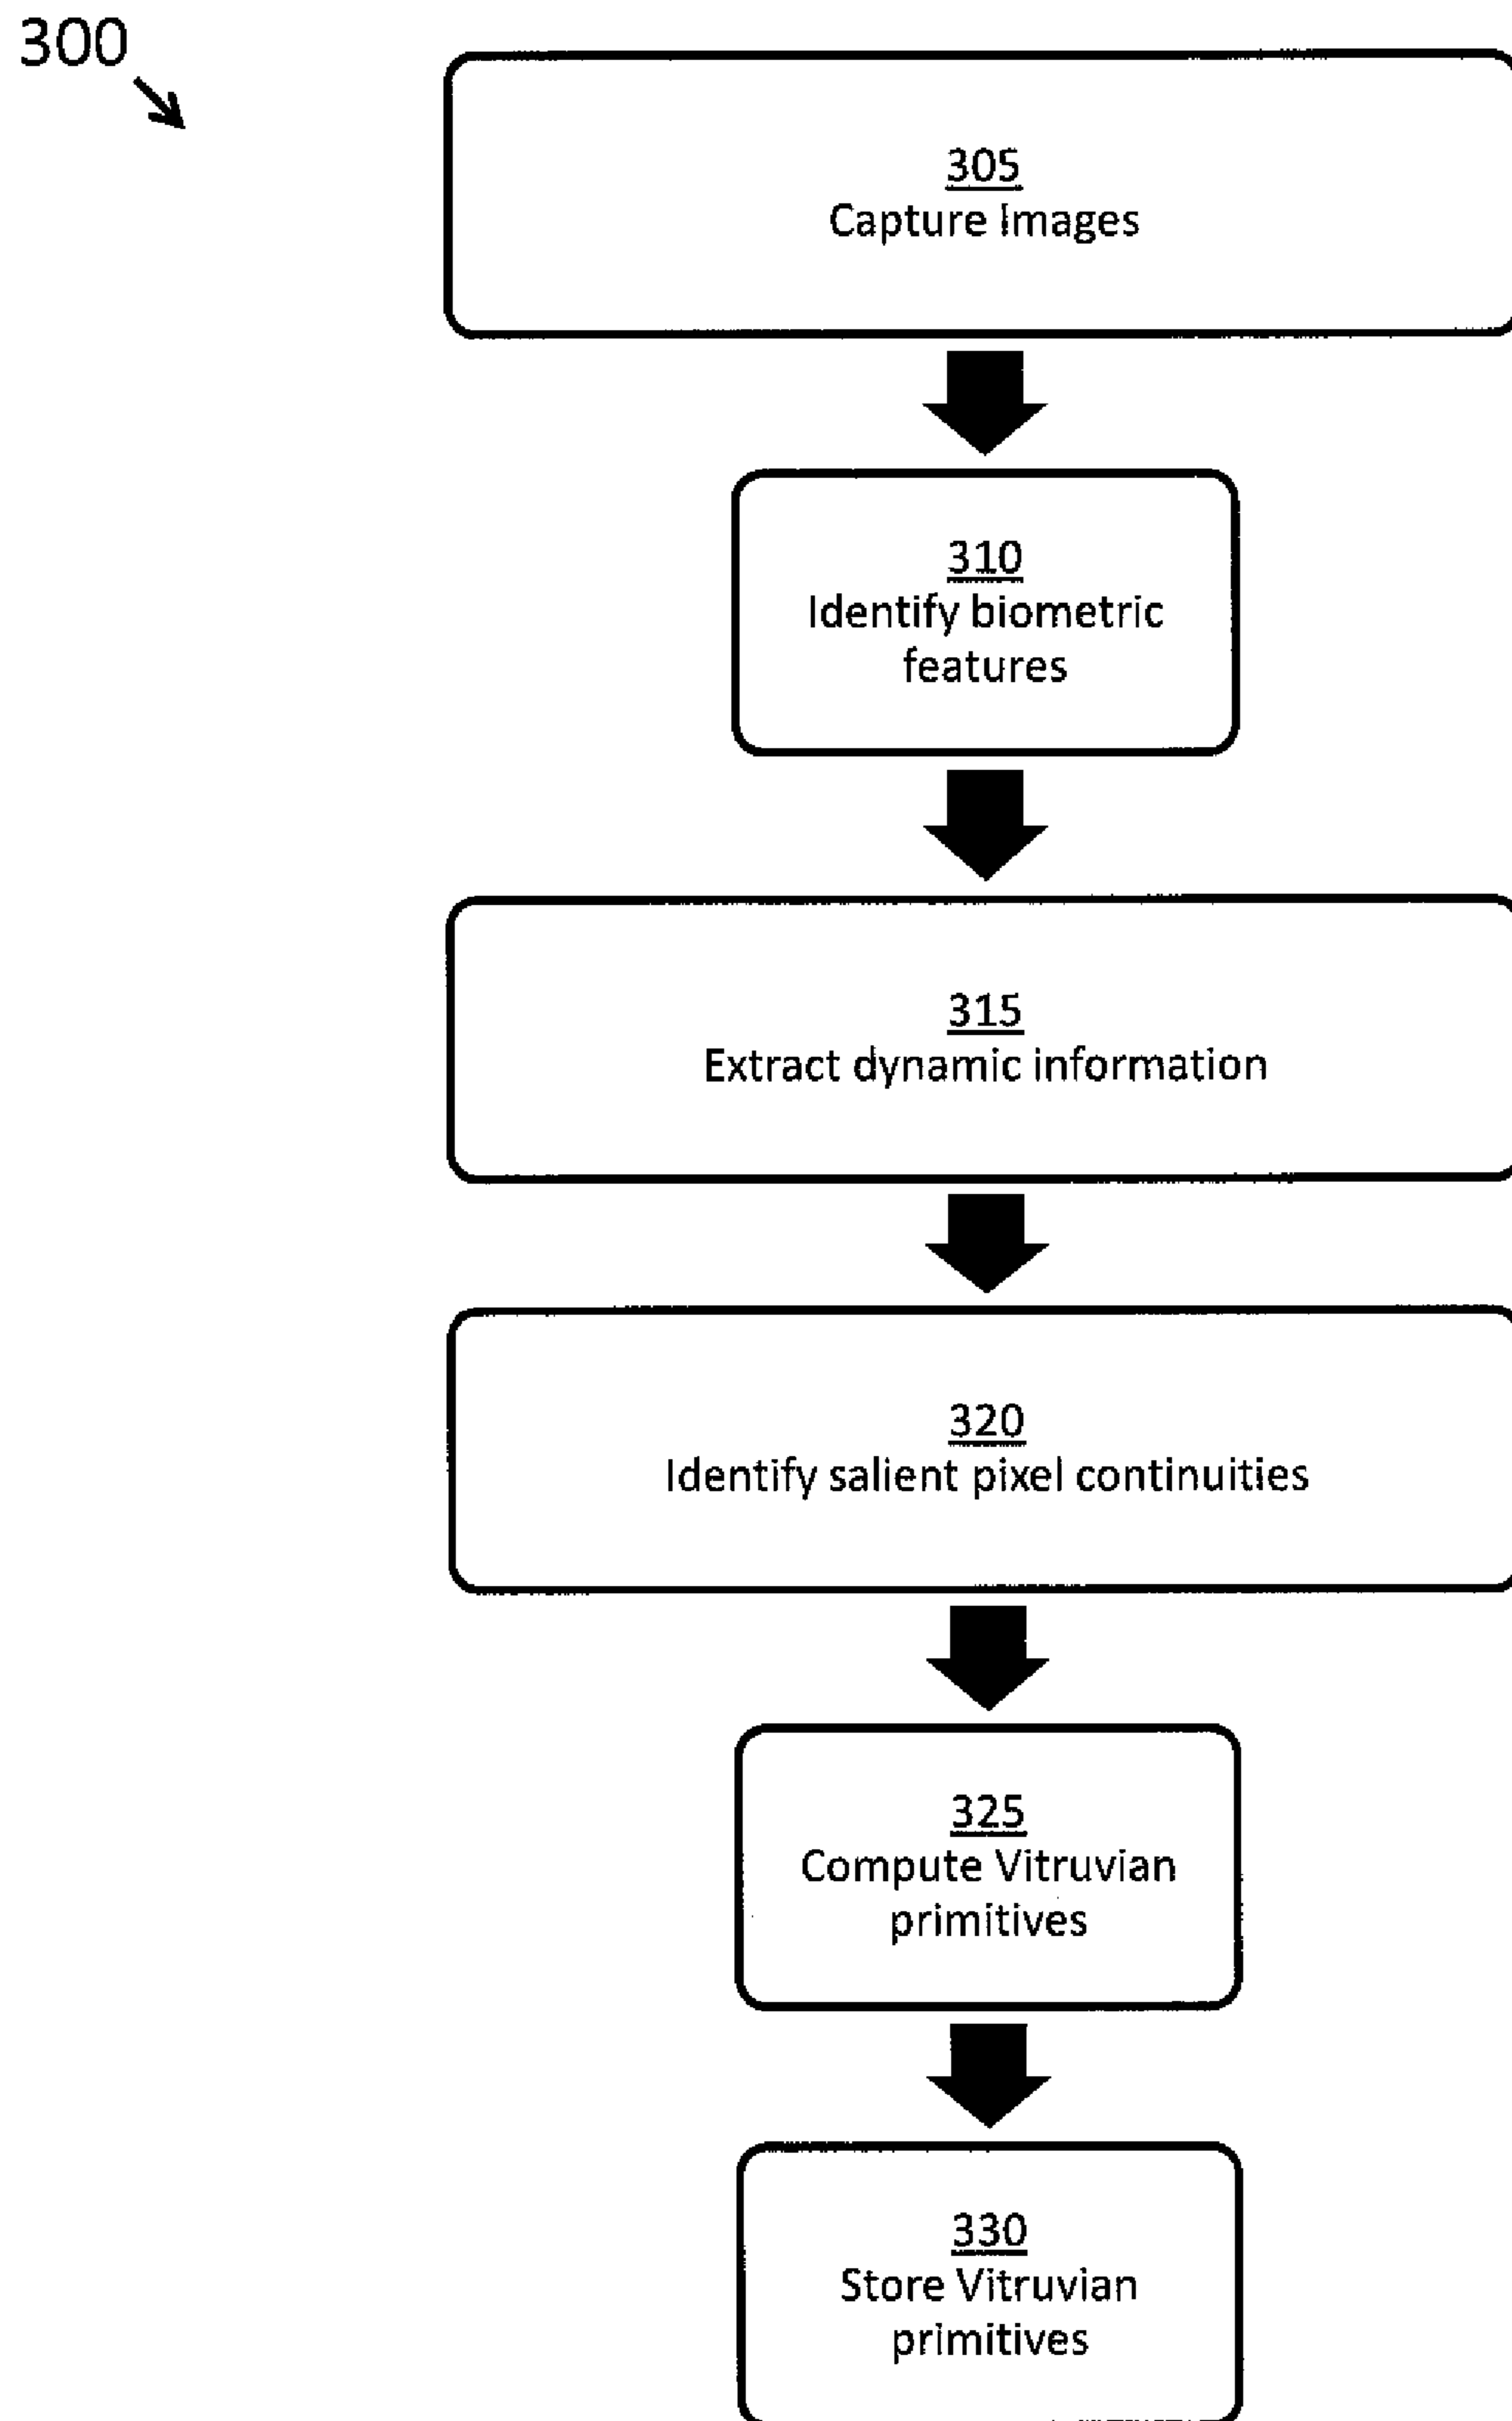 300
305
Capture Images
310
Identify biometric
features
315
Extract dynamic information
320
Identify salient pixel continuities
325
Compute Vitruvian
primitives
330
Store Vitruvian
primitives